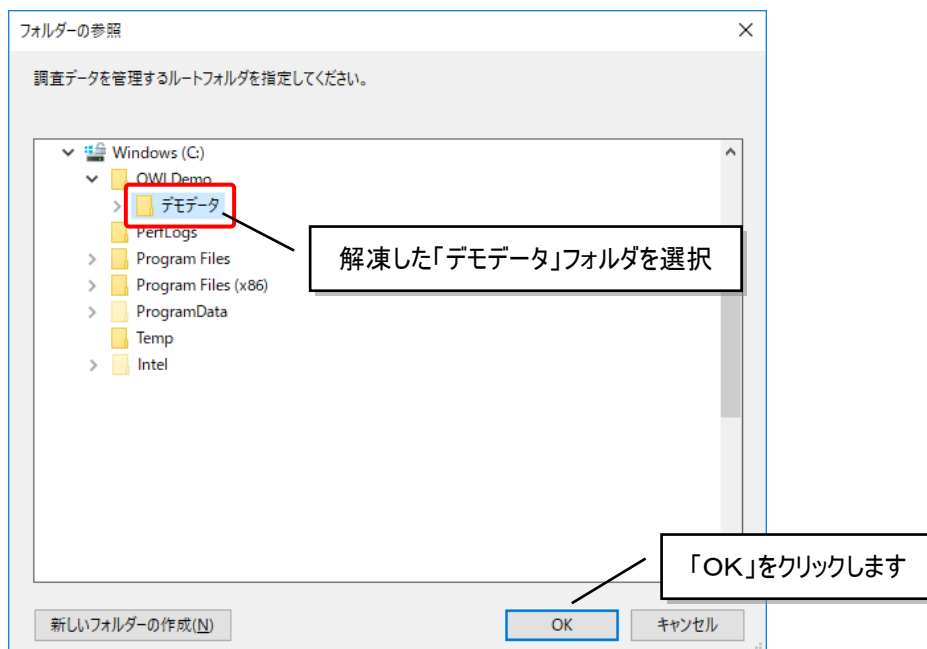 フォルダーの参照
調査データを管理するルートフォルダを指定してください。
Windows (C:)
OWLDemo
デモデータ
PerfLogs
解凍した「デモデータ」フォルダを選択
Program Files
Program Files (x86)
ProgramData
Temp
Intel
「OK」をクリックします
新しいフォルダーの作成(N)
OK
キャンセル